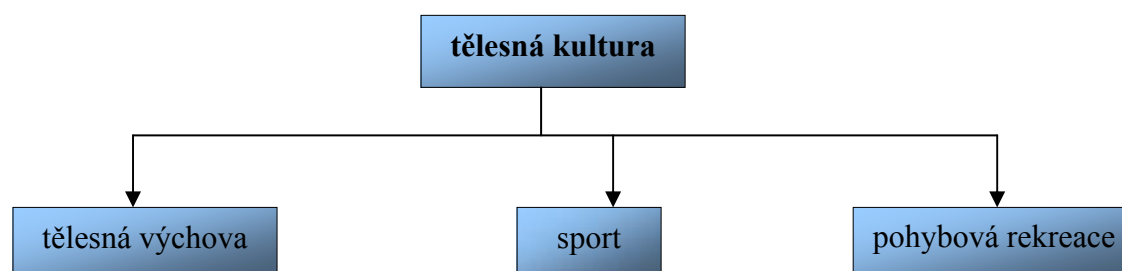 tělesná kultura
tělesná výchova
sport
pohybová rekreace